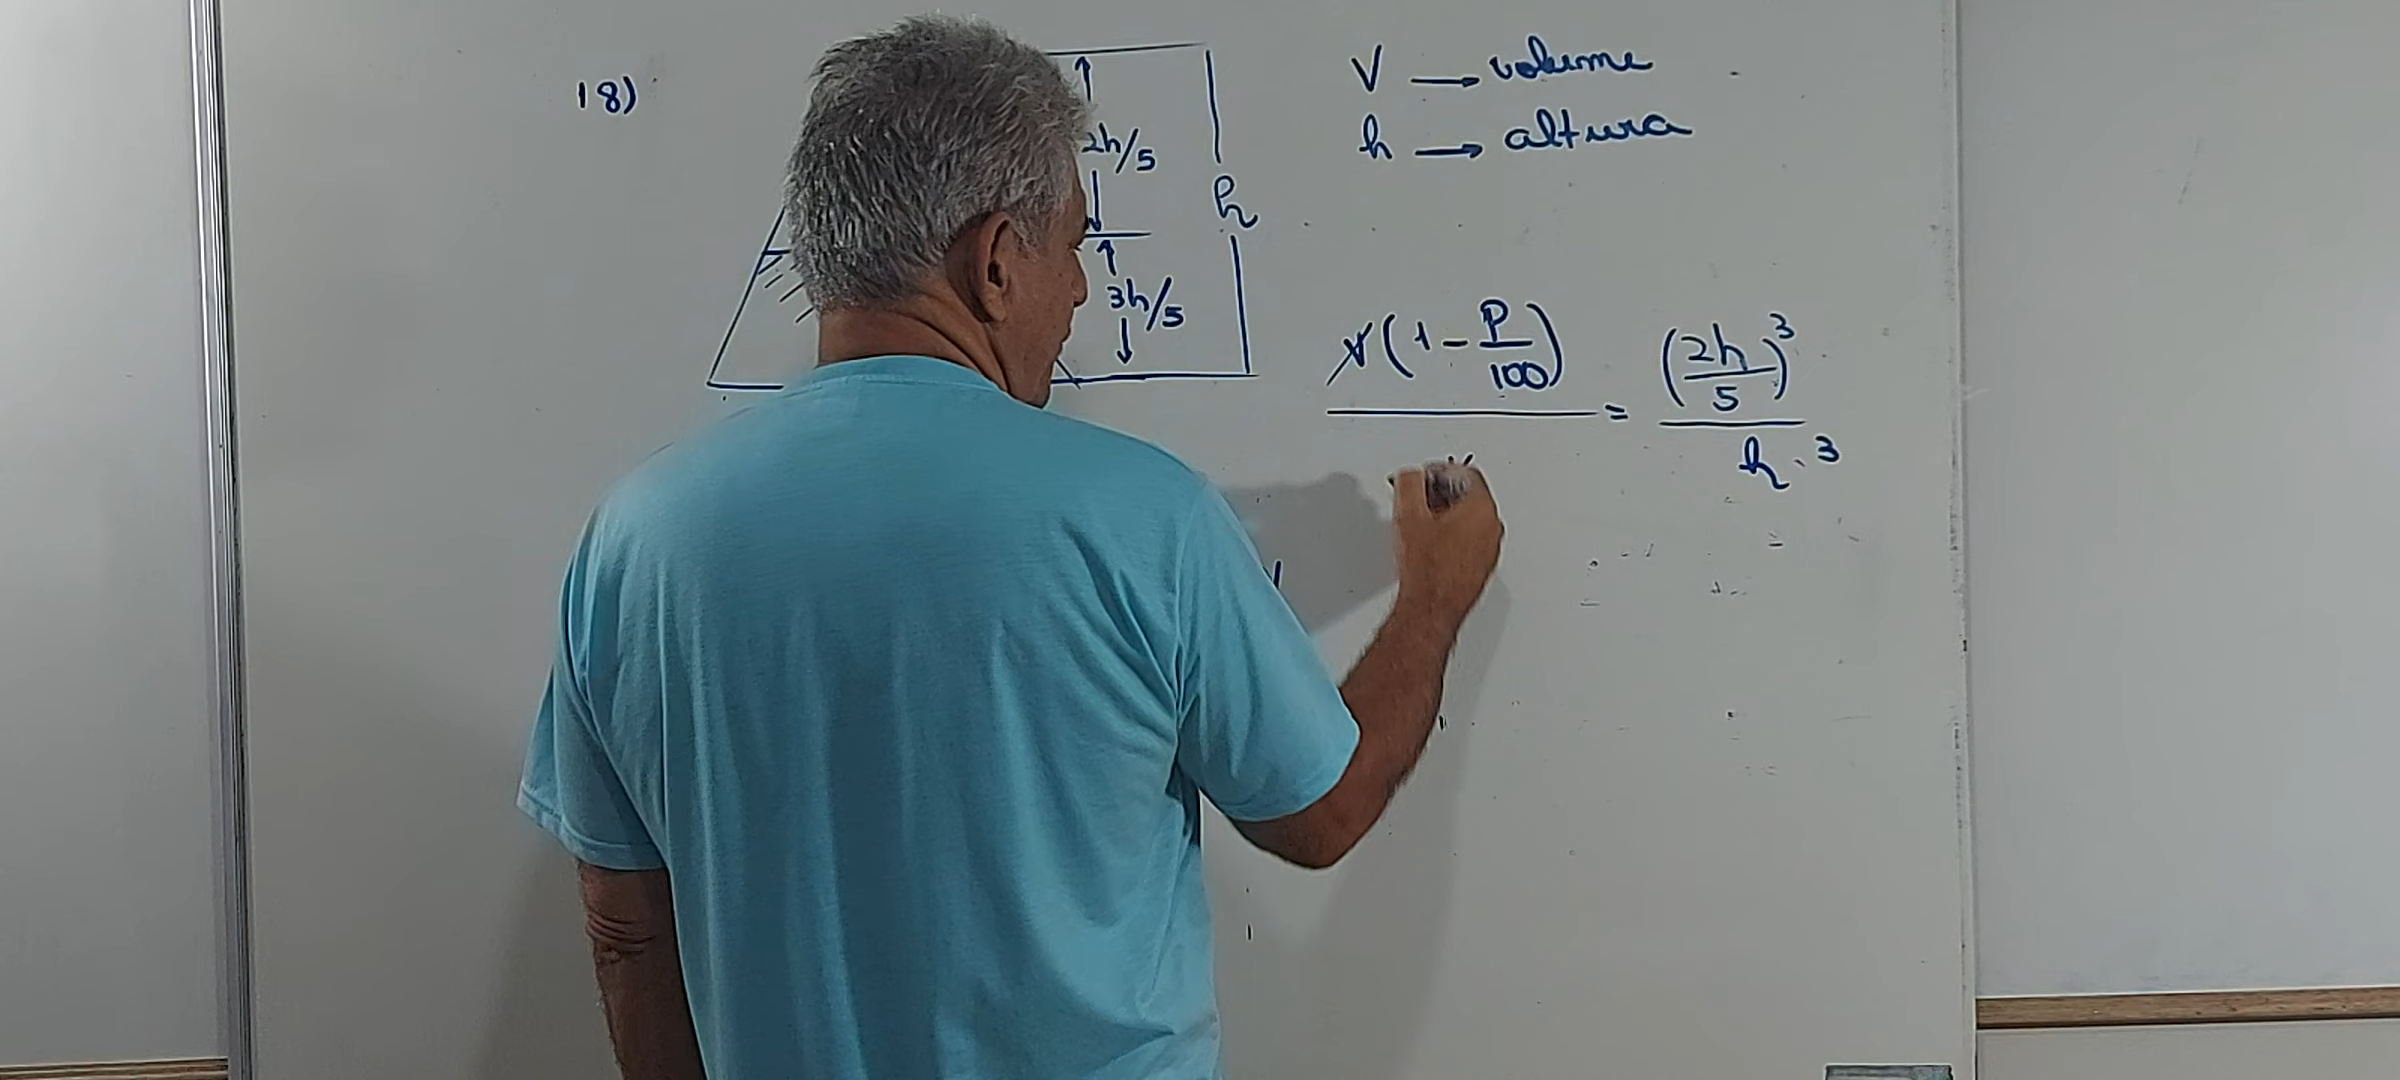 18)
V → volume
h → altura
2h/5
h
3h/5
V(1 - P/100) / V = (2h/5)³ / h³
V